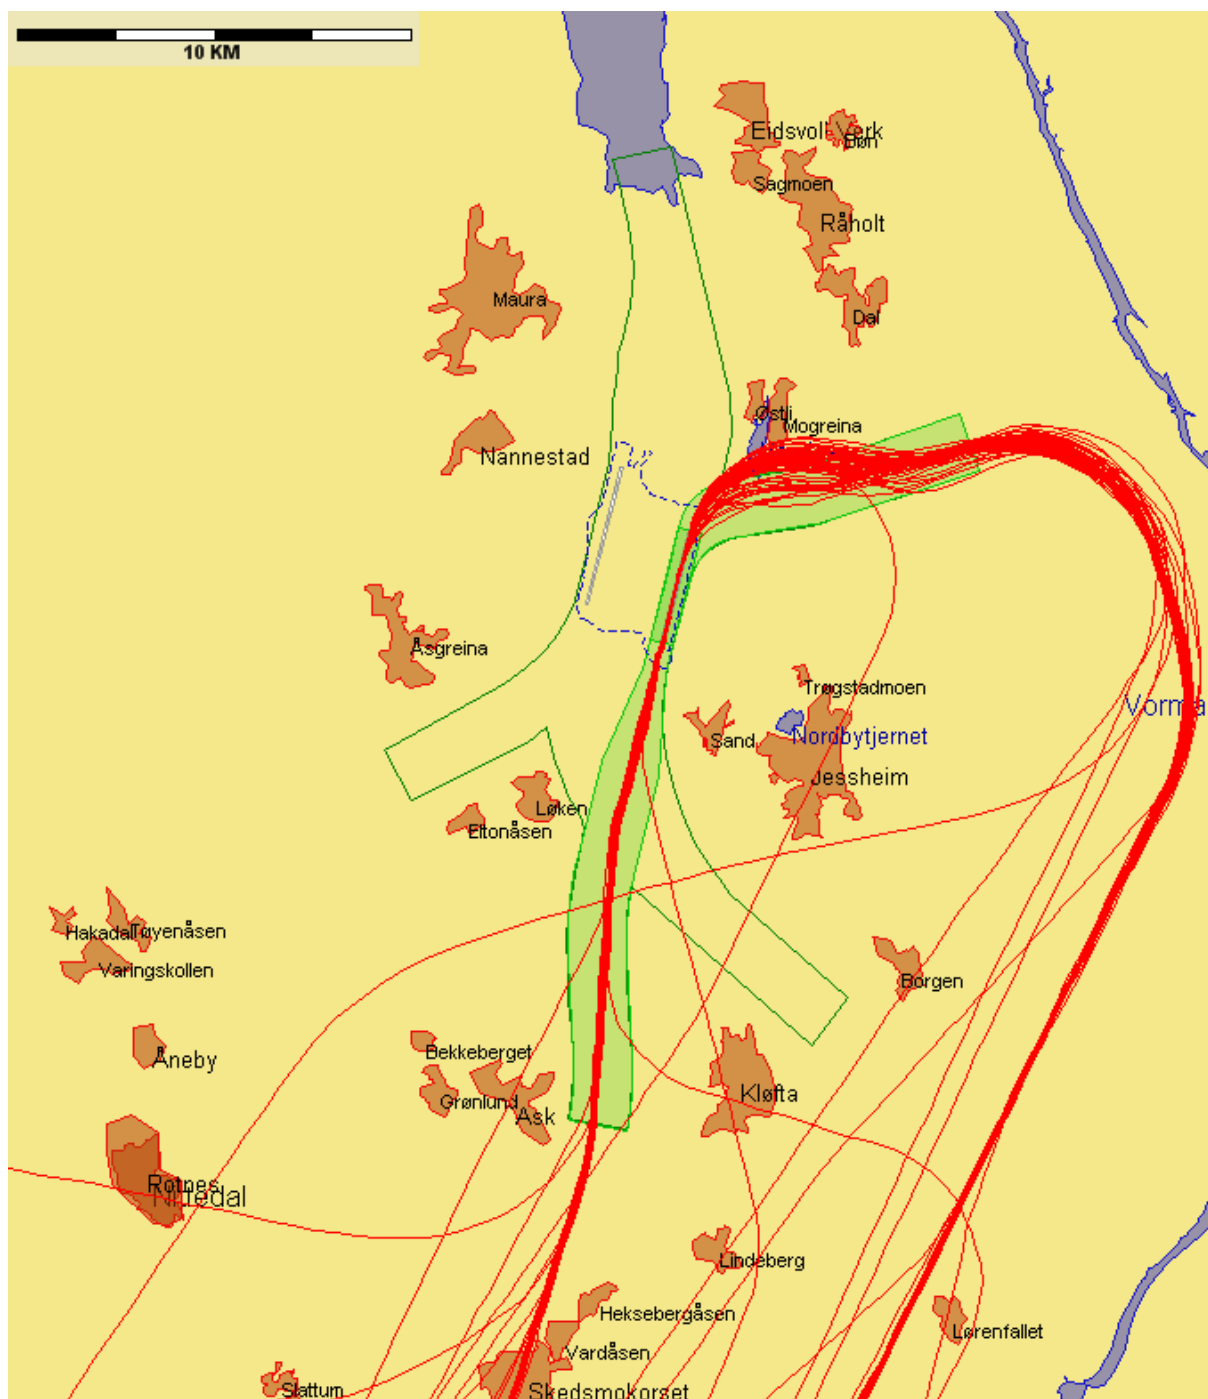 10 KM
Eidsvoll Verk
Bøn
Sagmoen
Råholt
Maura
Dal
Østli
Mogreina
Nannestad
Åsgreina
Trøgstadmoen
Vorma
Sand
Nordbytjernet
Jessheim
Løken
Eltonåsen
Hakadal
Tøyenåsen
Varingskollen
Borgen
Åneby
Bekkeberget
Grønlund
Ask
Kløfta
Rotnes
Nittedal
Lindeberg
Heksebergåsen
Lørenfallet
Vardåsen
Slattum
Skedsmokorset